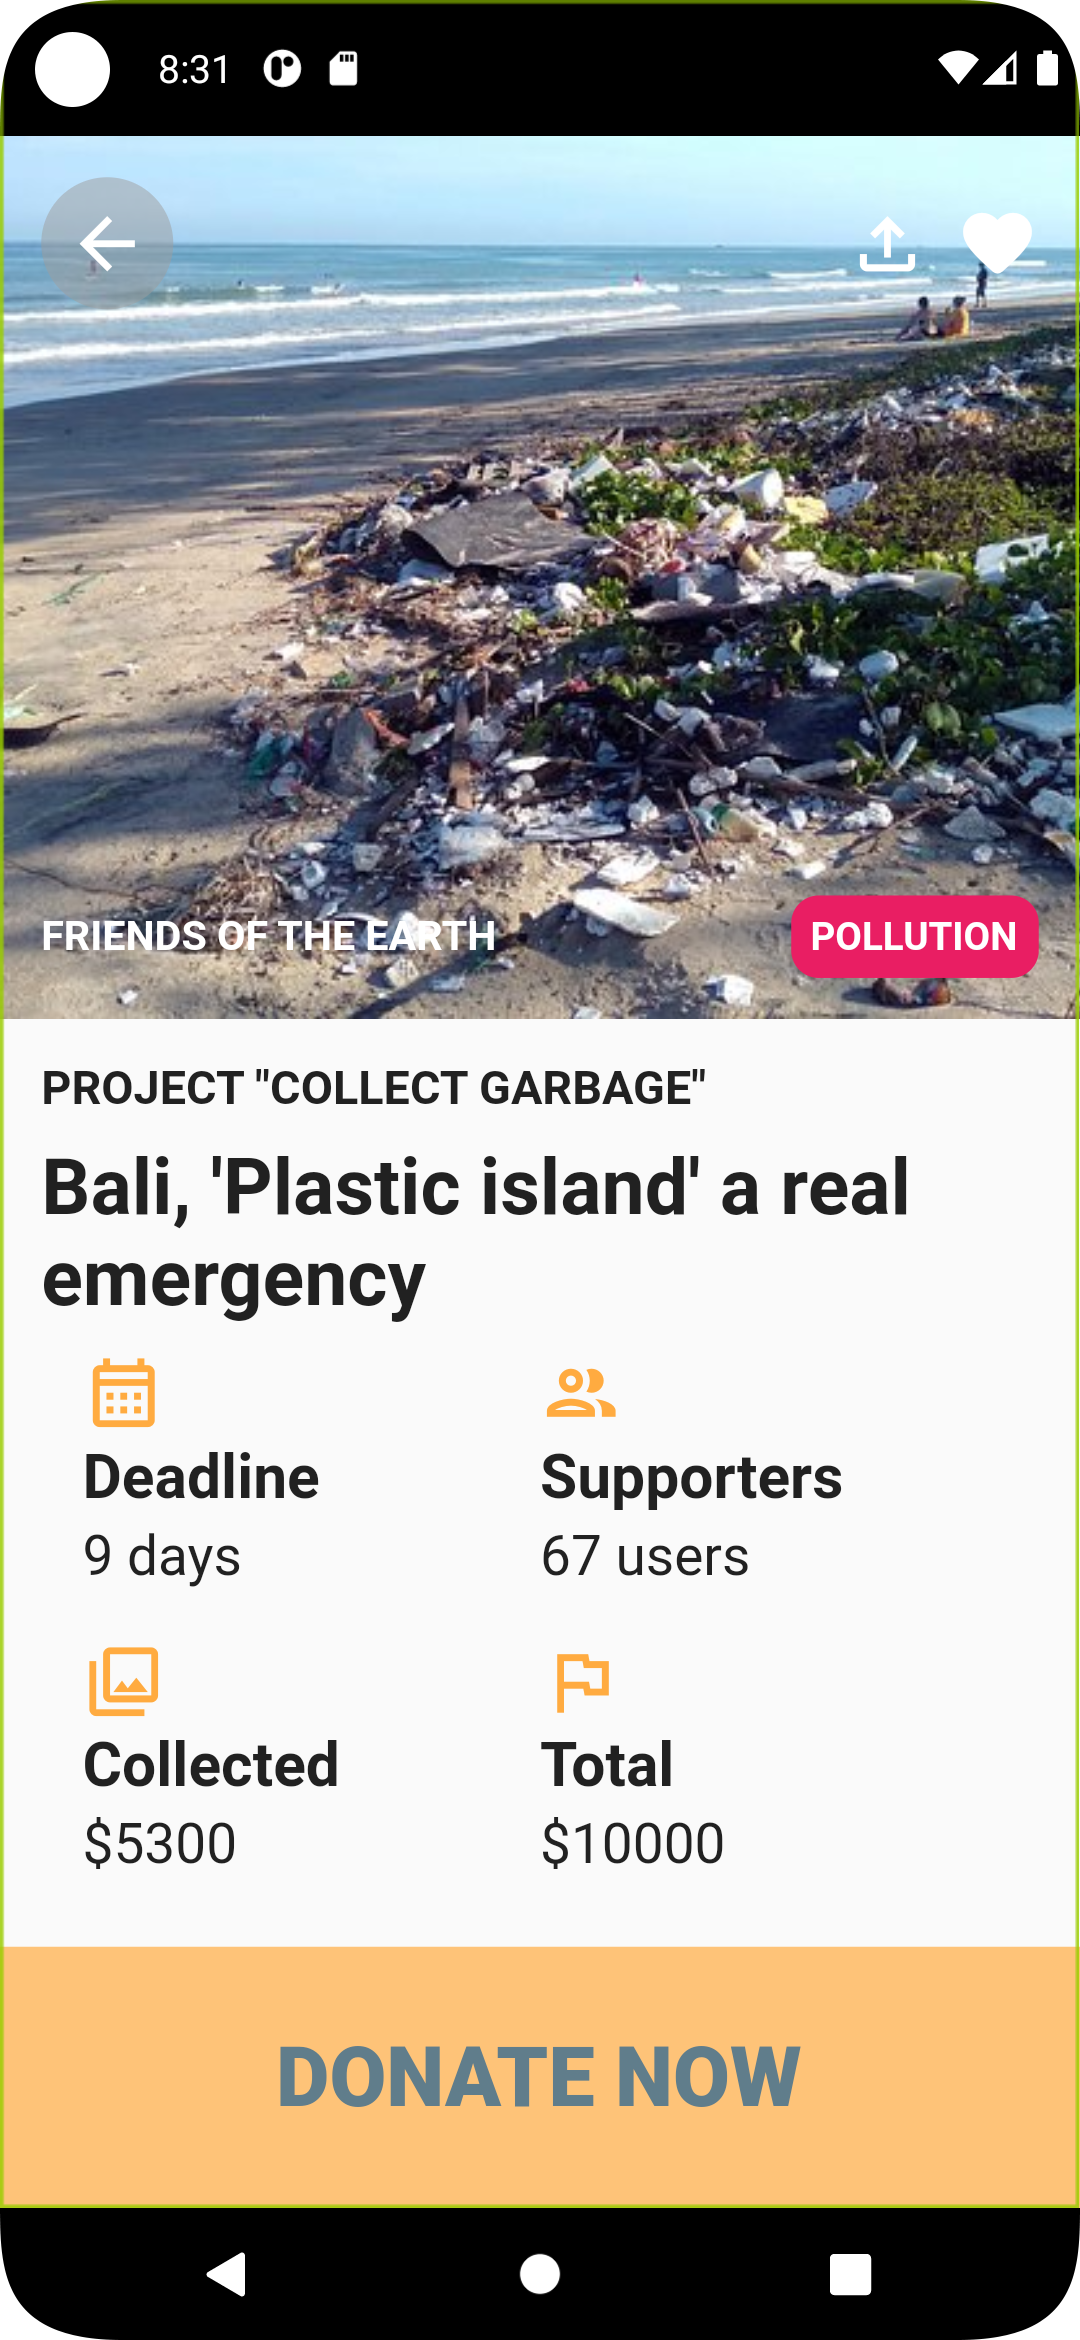 8:31
FRIENDS OF THE EARTH
POLLUTION
PROJECT "COLLECT GARBAGE"
Bali, 'Plastic island' a real
emergency
Deadline
Supporters
9 days
67 users
Collected
Total
$5300
$10000
DONATE NOW